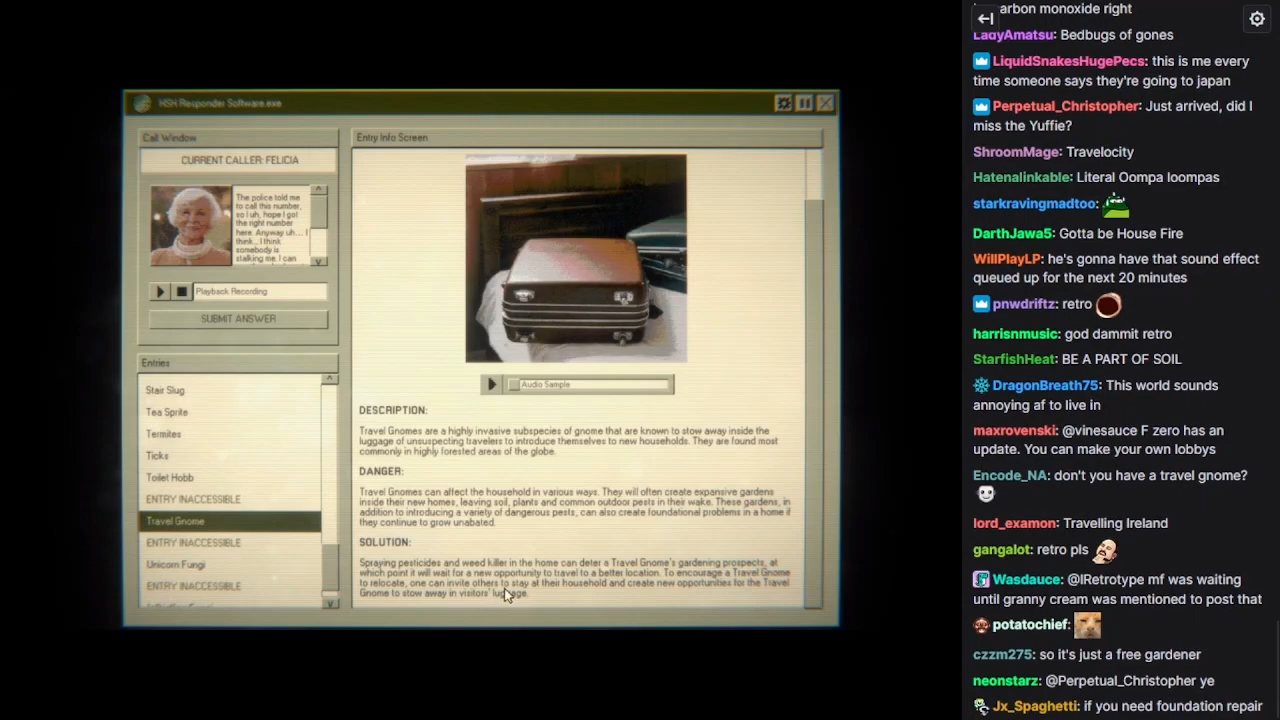 HSH Responder Software.exe
Call Window
CURRENT CALLER: FELICIA
The police told me
to call this number,
so I uh, hope I got
the right number
here. Anyway uh... I
think.. I think
somebody is
stalking me. I can
Playback Recording
SUBMIT ANSWER
Entries
Stair Slug
Tea Sprite
Termites
Ticks
Toilet Hobb
ENTRY INACCESSIBLE
Travel Gnome
ENTRY INACCESSIBLE
Unicorn Fungi
ENTRY INACCESSIBLE
Entry Info Screen
Audio Sample
DESCRIPTION:
Travel Gnomes are a highly invasive subspecies of gnome that are known to stow away inside the
luggage of unsuspecting travelers to introduce themselves to new households. They are found most
commonly in highly forested areas of the globe.
DANGER:
Travel Gnomes can affect the household in various ways. They will often create expansive gardens
inside their new homes, leaving soil, plants and common outdoor pests in their wake. These gardens, in
addition to introducing a variety of dangerous pests, can also create foundational problems in a home if
they continue to grow unabated.
SOLUTION:
Spraying pesticides and weed killer in the home can deter a Travel Gnome's gardening prospects, at
which point it will wait for a new opportunity to travel to a better location. To encourage a Travel Gnome
to relocate, one can invite others to stay at their household and create new opportunities for the Travel
Gnome to stow away in visitors' luggage.
arbon monoxide right
LadyAmatsu: Bedbugs of gones
LiquidSnakesHugePecs: this is me every
time someone says they're going to japan
Perpetual_Christopher: Just arrived, did I
miss the Yuffie?
ShroomMage: Travelocity
Hatenalinkable: Literal Oompa loompas
starkravingmadtoo:
DarthJawa5: Gotta be House Fire
WillPlayLP: he's gonna have that sound effect
queued up for the next 20 minutes
pnwdriftz: retro
harrisnmusic: god dammit retro
StarfishHeat: BE A PART OF SOIL
DragonBreath75: This world sounds
annoying af to live in
maxrovenski: @vinesauce F zero has an
update. You can make your own maps
Encode_NA: don't you have a travel gnome?
lord_examon: Travelling Ireland
gangalot: retro pls
Wasdaax: @liketwoype mf was waiting
until gravy cream was mentioned to post that
potatochief:
czzm275: so it's just a free gardener
neonstarz: @Perpetual_Christopher ye
Jx_Spaghetti: if you need foundation repair